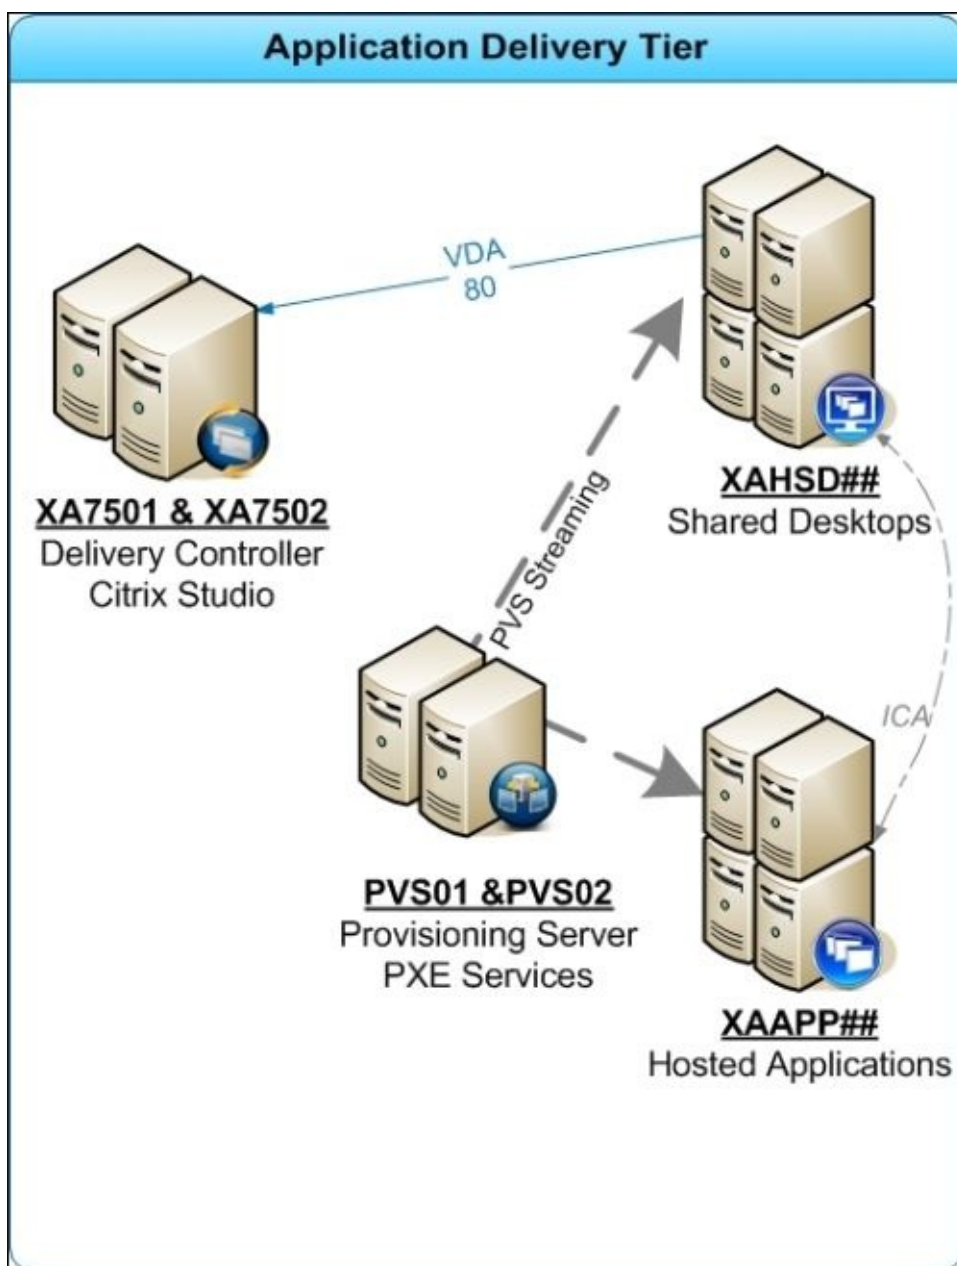 Application Delivery Tier
VDA
80
XA7501 & XA7502
Delivery Controller
Citrix Studio
XAHSD##
Shared Desktops
PVS Streaming
ICA
PVS01 &PVS02
Provisioning Server
PXE Services
XAAPP##
Hosted Applications